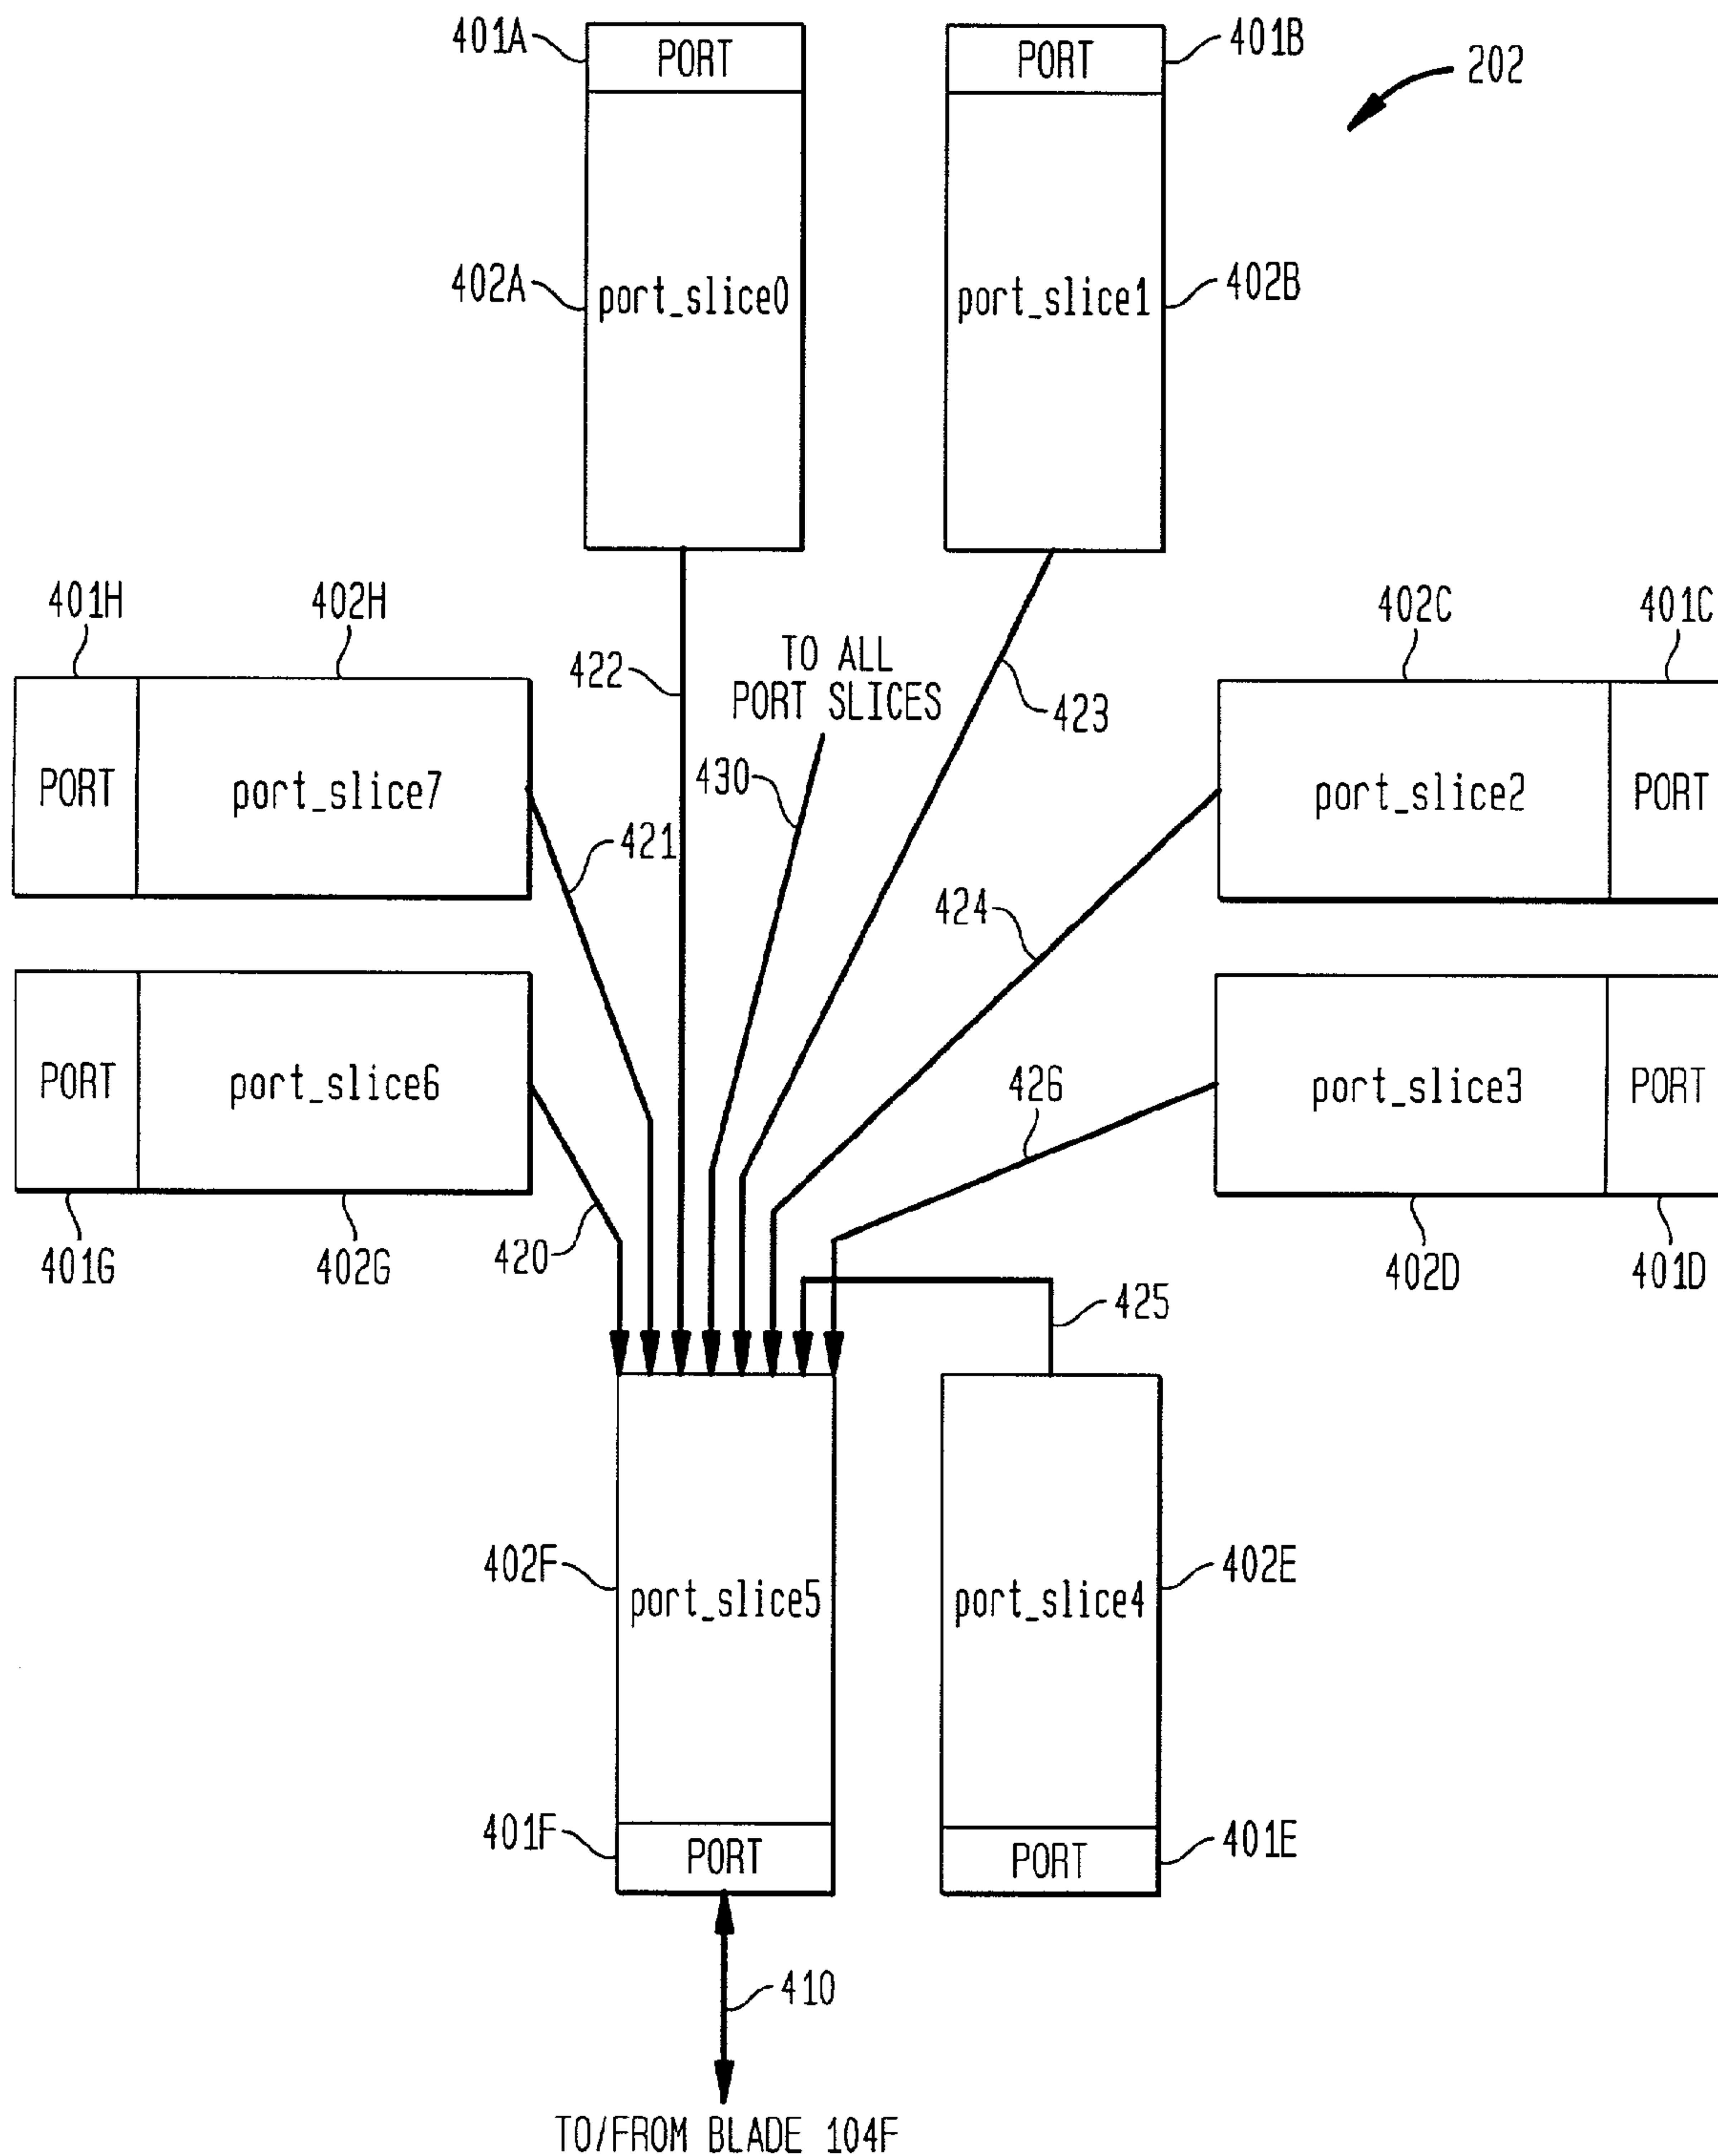 401A
PORT
PORT
401B
202
402A
port_slice0
port_slice1
402B
401H
402H
402C
401C
422
TO ALL
PORT SLICES
423
430
PORT
port_slice7
421
port_slice2
PORT
424
PORT
port_slice6
426
port_slice3
PORT
401G
402G
420
402D
401D
425
402F
port_slice5
port_slice4
402E
401F
PORT
PORT
401E
410
TO/FROM BLADE 104F